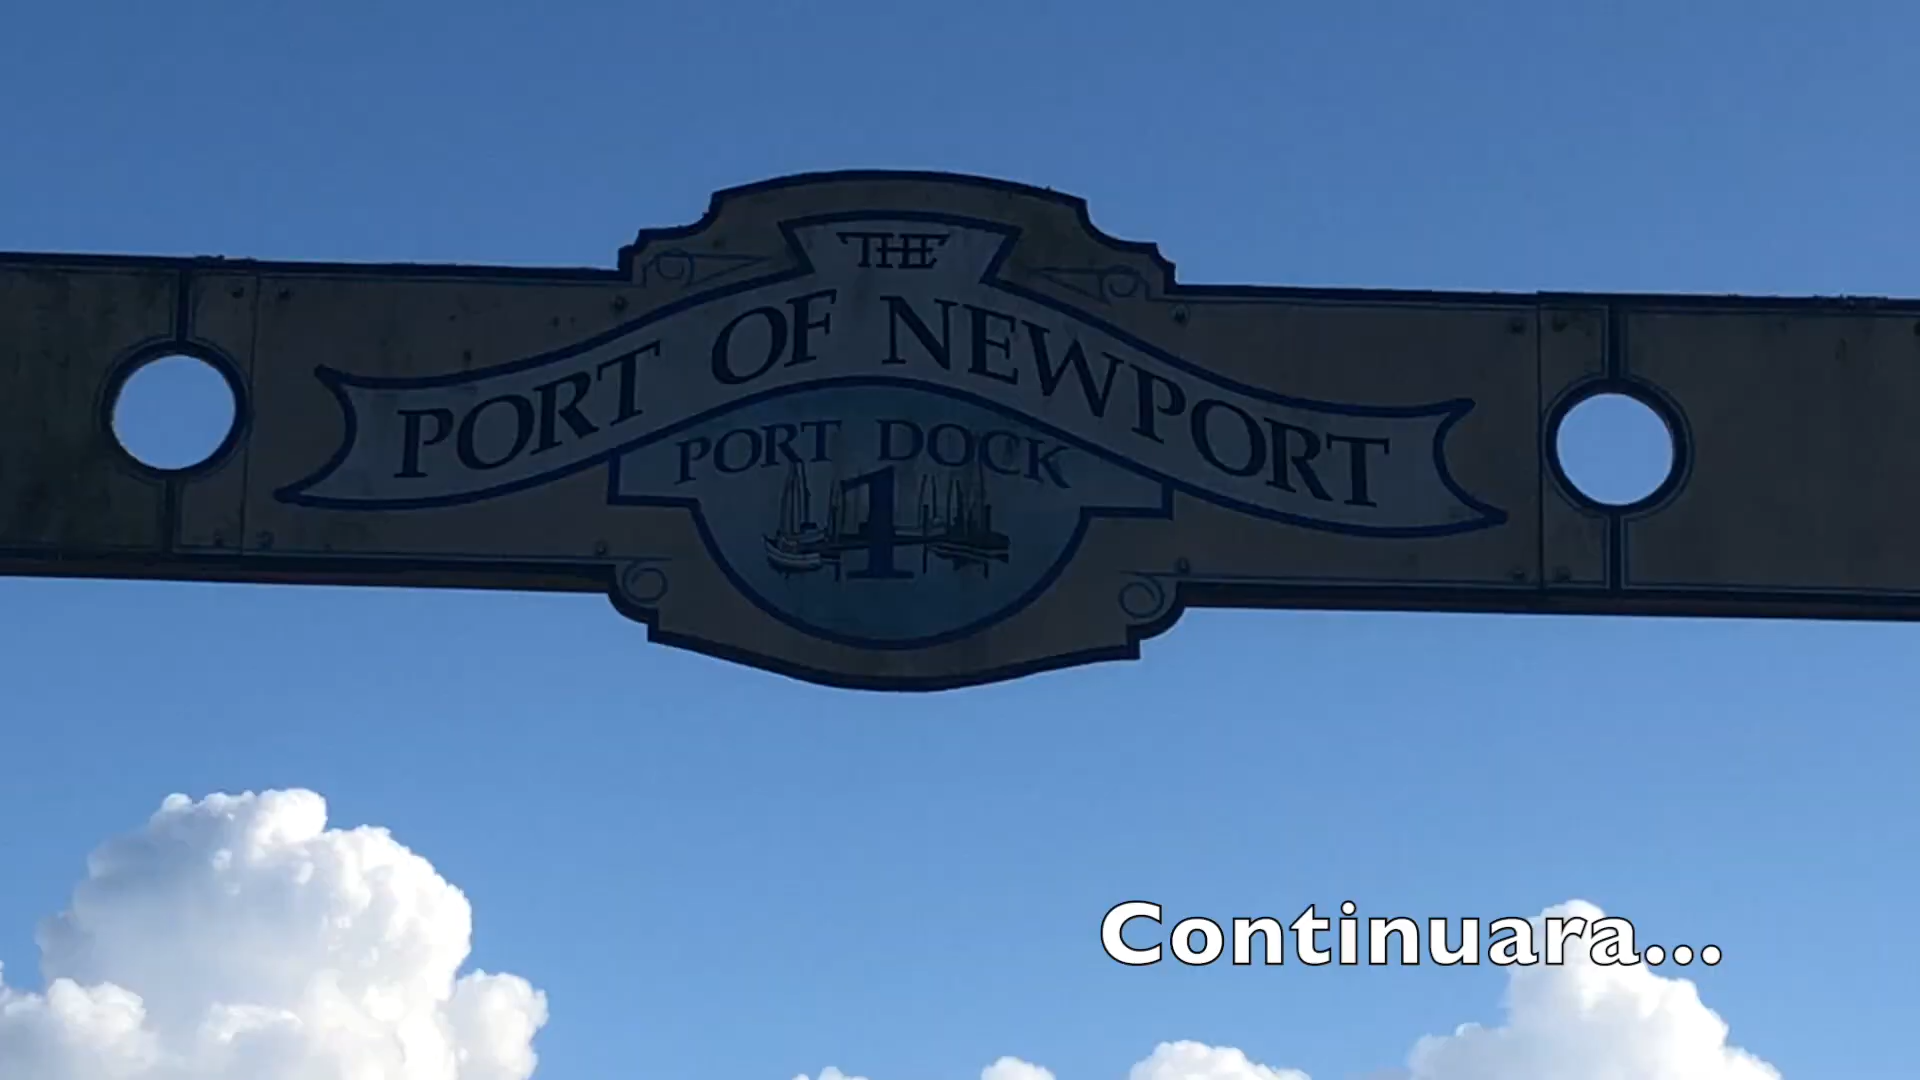 THE
PORT OF NEWPORT
PORT DOCK
1
Continuara...